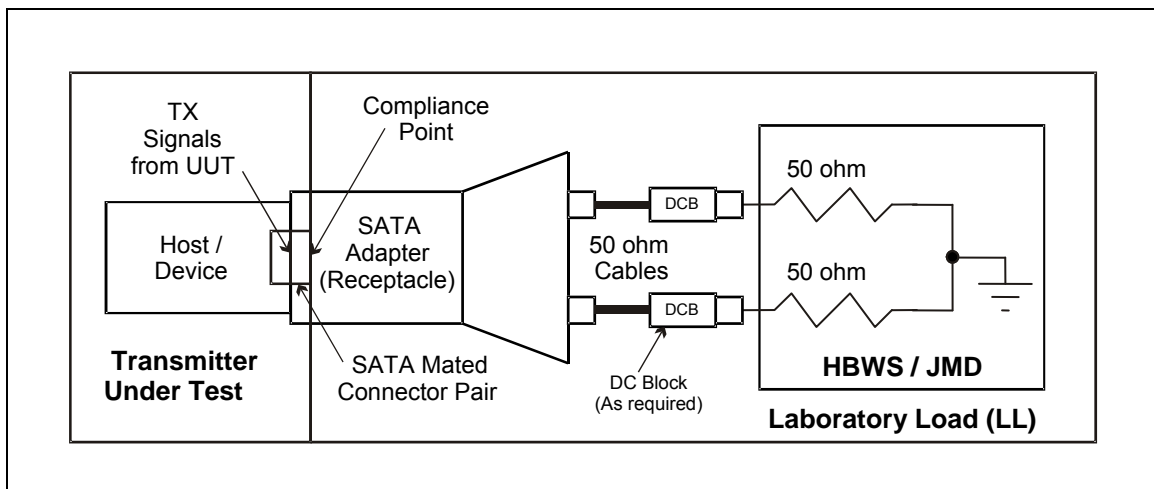 TX
Signals
from UUT
Compliance
Point
Host /
Device
SATA
Adapter
(Receptacle)
DCB
50 ohm
Cables
DCB
50 ohm
50 ohm
HBWS / JMD
Transmitter
Under Test
SATA Mated
Connector Pair
DC Block
(As required)
Laboratory Load (LL)